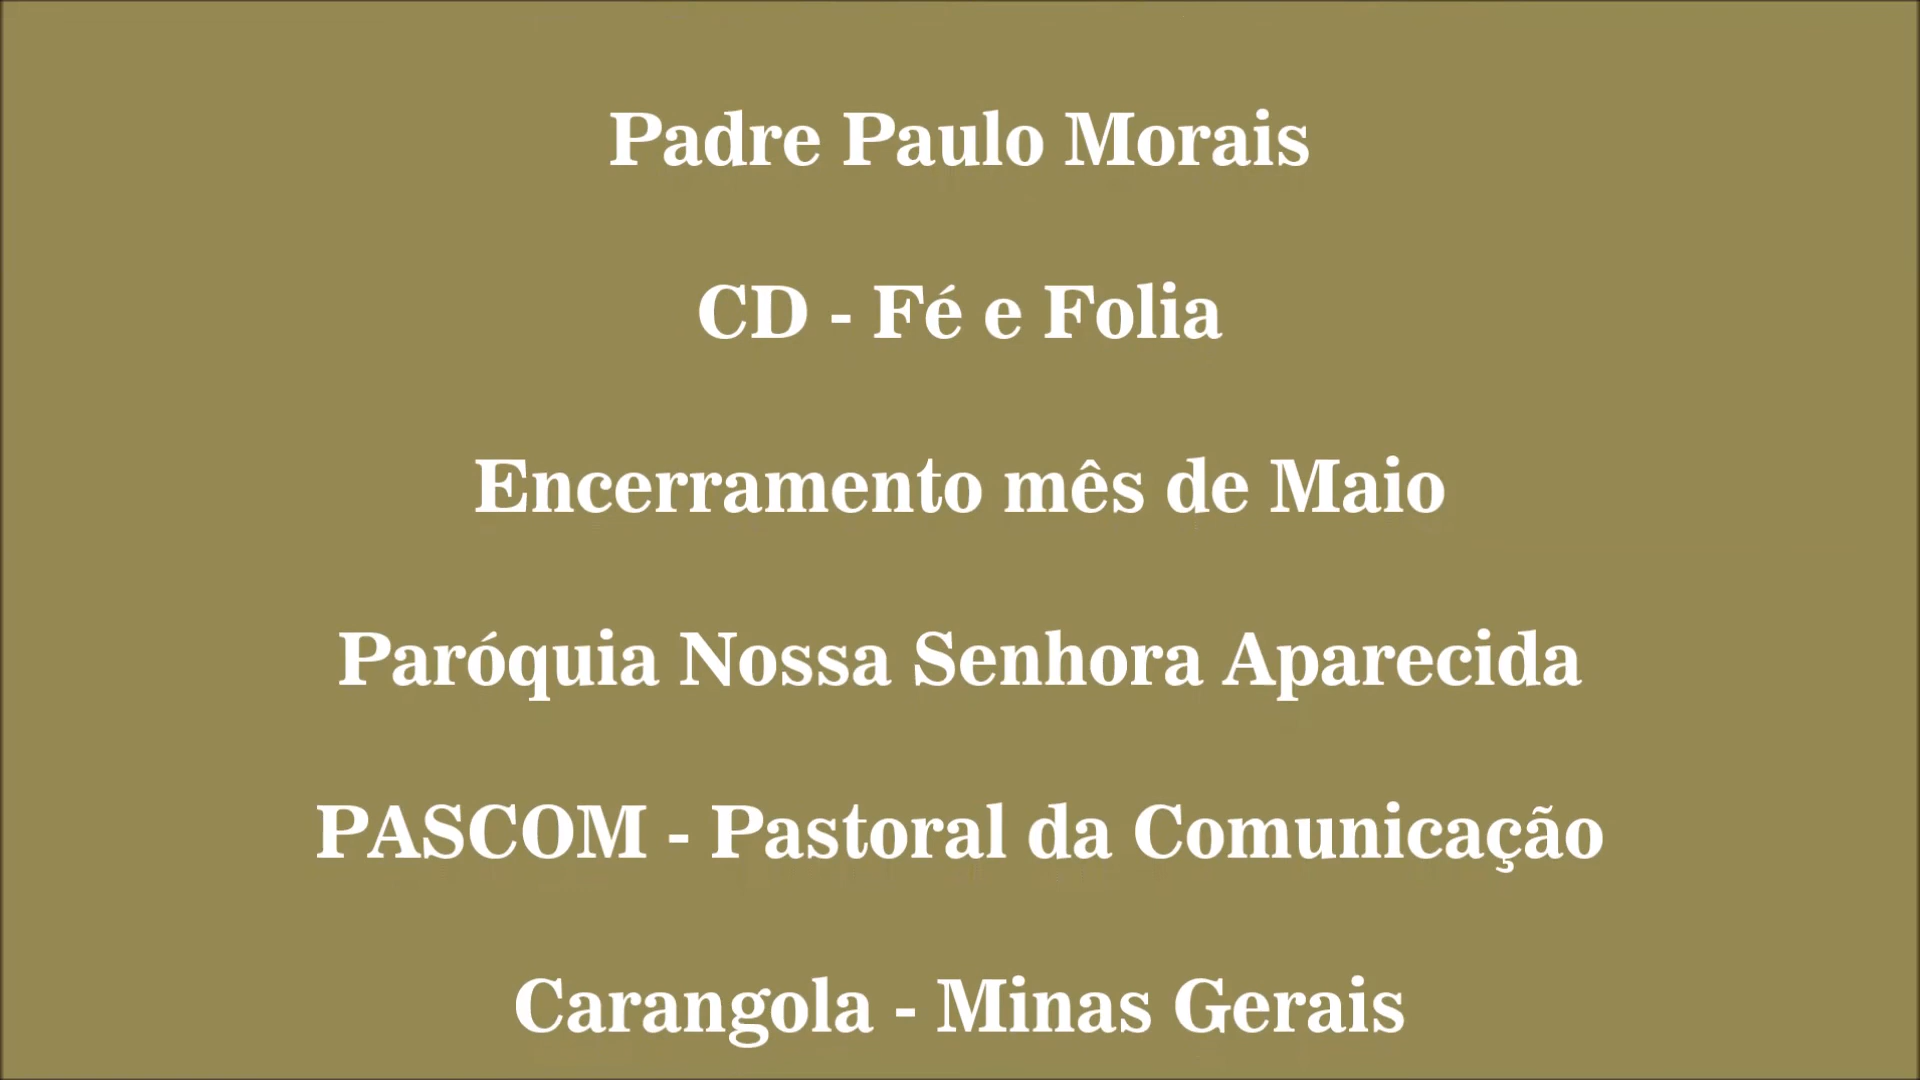 Padre Paulo Morais
CD - Fé e Folia
Encerramento mês de Maio
Paróquia Nossa Senhora Aparecida
PASCOM - Pastoral da Comunicação
Carangola - Minas Gerais